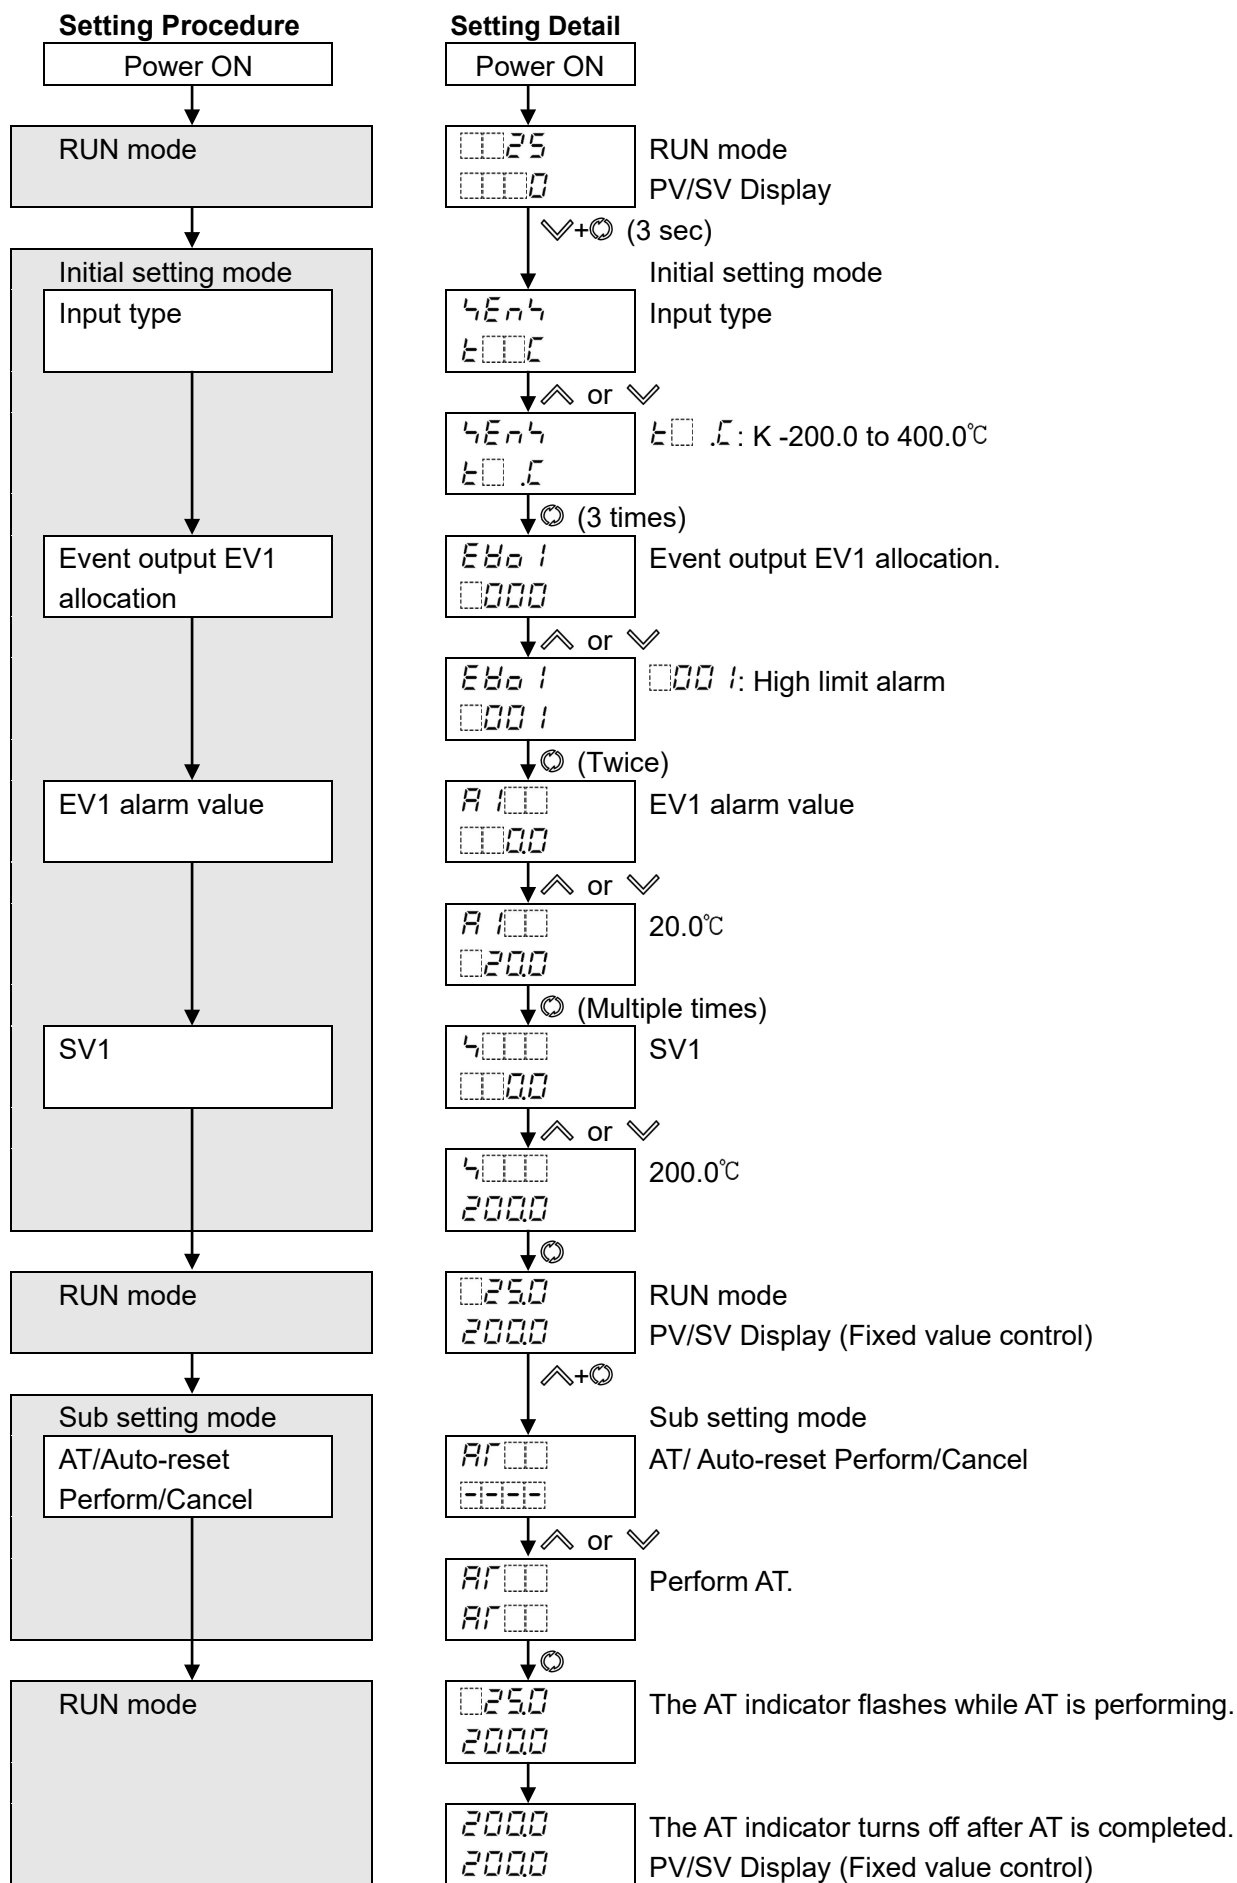 Setting Procedure
Setting Detail
Power ON
Power ON
RUN mode
25
0
RUN mode
PV/SV Display
+ (3 sec)
Initial setting mode
Initial setting mode
Input type
SEnS
t C
Input type
or
SEnS
t .C
t .C: K -200.0 to 400.0℃
(3 times)
Event output EV1
allocation
EVo1
000
Event output EV1 allocation.
or
EVo1
001
001: High limit alarm
(Twice)
EV1 alarm value
A1
0.0
EV1 alarm value
or
A1
20.0
20.0℃
(Multiple times)
SV1
S
0.0
SV1
or
S
200.0
200.0℃
RUN mode
25.0
200.0
RUN mode
PV/SV Display (Fixed value control)
+
Sub setting mode
Sub setting mode
AT/Auto-reset
Perform/Cancel
AT
----
AT/ Auto-reset Perform/Cancel
or
AT
AT
Perform AT.
RUN mode
25.0
200.0
The AT indicator flashes while AT is performing.
200.0
200.0
The AT indicator turns off after AT is completed.
PV/SV Display (Fixed value control)